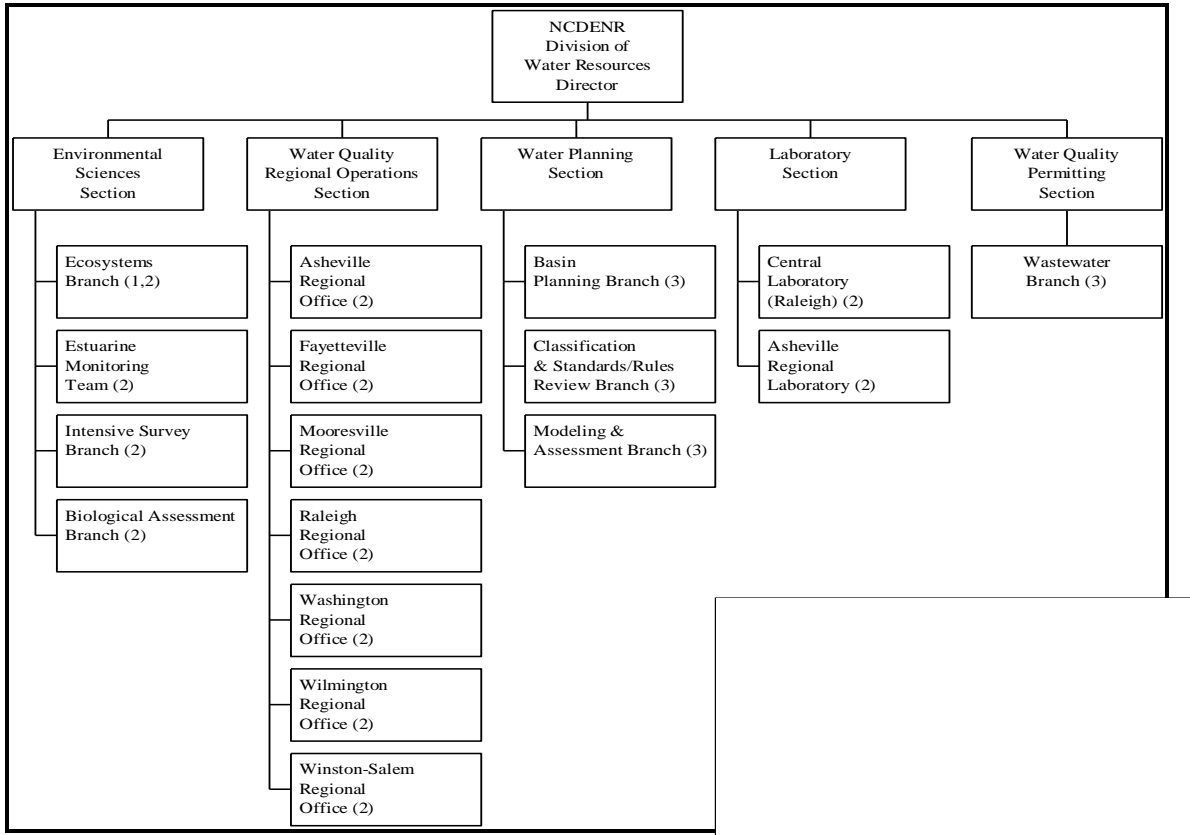 NCDENR
Division of
Water Resources
Director
Environmental
Sciences
Section
Water Quality
Regional Operations
Section
Water Planning
Section
Laboratory
Section
Water Quality
Permitting
Section
Ecosystems
Branch (1,2)
Estuarine
Monitoring
Team (2)
Intensive Survey
Branch (2)
Biological Assessment
Branch (2)
Asheville
Regional
Office (2)
Fayetteville
Regional
Office (2)
Mooresville
Regional
Office (2)
Raleigh
Regional
Office (2)
Washington
Regional
Office (2)
Wilmington
Regional
Office (2)
Winston-Salem
Regional
Office (2)
Basin
Planning Branch (3)
Classification
& Standards/Rules
Review Branch (3)
Modeling &
Assessment Branch (3)
Central
Laboratory
(Raleigh) (2)
Asheville
Regional
Laboratory (2)
Wastewater
Branch (3)